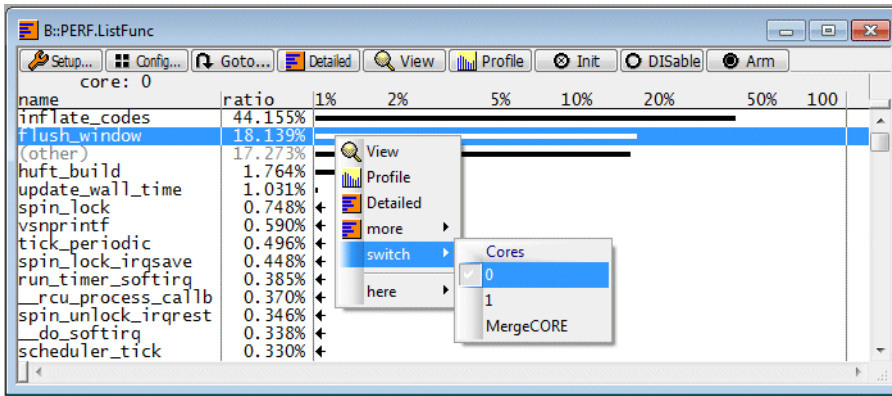 B::PERF.ListFunc
Setup... Config... Goto... Detailed View Profile Init DISable Arm
core: 0
name ratio 1% 2% 5% 10% 20% 50% 100
inflate_codes 44.155%
flush_window 18.139%
(other) 17.273%
huft_build 1.764%
update_wall_time 1.031%
spin_lock 0.748%
vsnprintf 0.590%
tick_periodic 0.496%
spin_lock_irqsave 0.448%
run_timer_softirq 0.385%
__rcu_process_callb 0.370%
spin_unlock_irqrest 0.346%
__do_softirq 0.338%
scheduler_tick 0.330%
View
Profile
Detailed
more
switch
here
Cores
0
1
MergeCORE